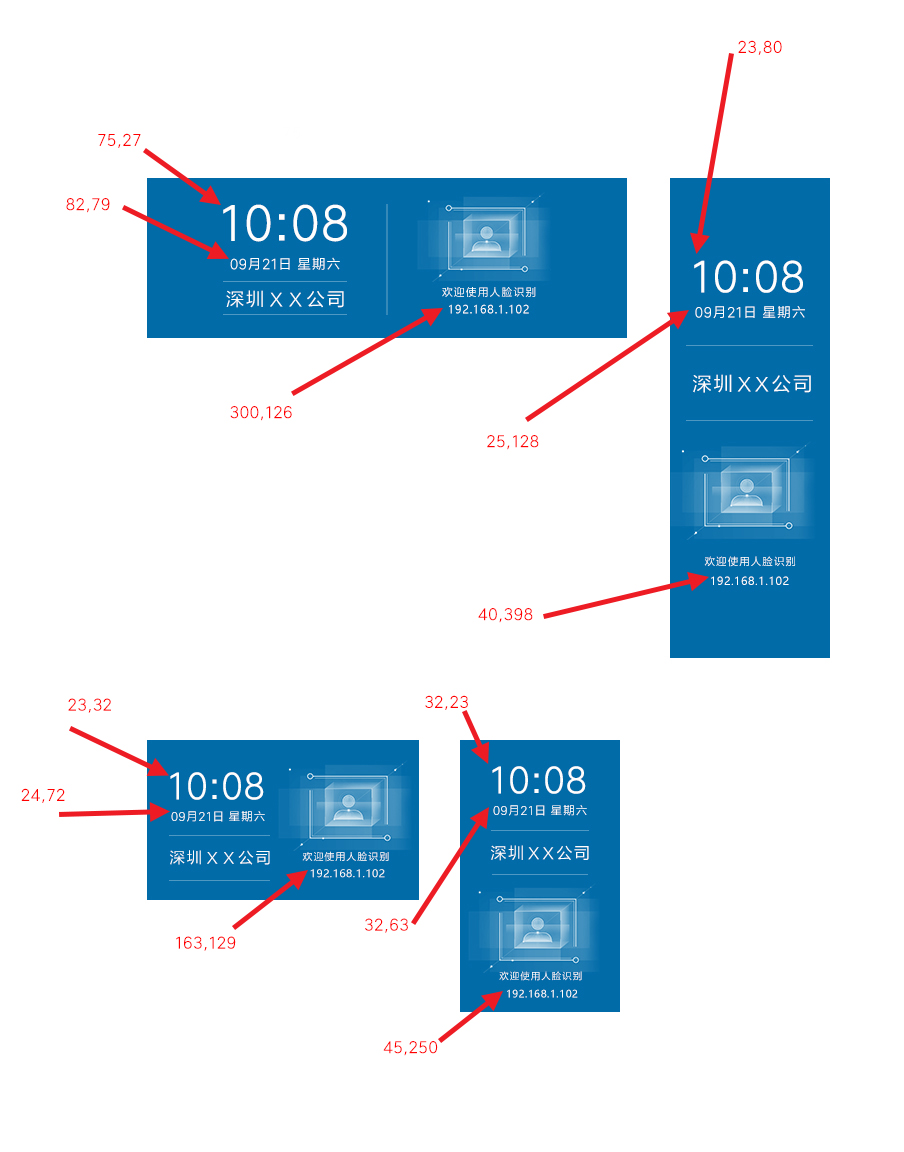 23,80
75,27
82,79
10:08
09月21日 星期六
深圳ＸＸ公司
欢迎使用人脸识别
192.168.1.102
300,126
10:08
09月21日 星期六
深圳ＸＸ公司
欢迎使用人脸识别
192.168.1.102
25,128
40,398
23,32
24,72
10:08
09月21日 星期六
深圳ＸＸ公司
欢迎使用人脸识别
192.168.1.102
163,129
32,23
10:08
09月21日 星期六
深圳ＸＸ公司
欢迎使用人脸识别
192.168.1.102
32,63
45,250